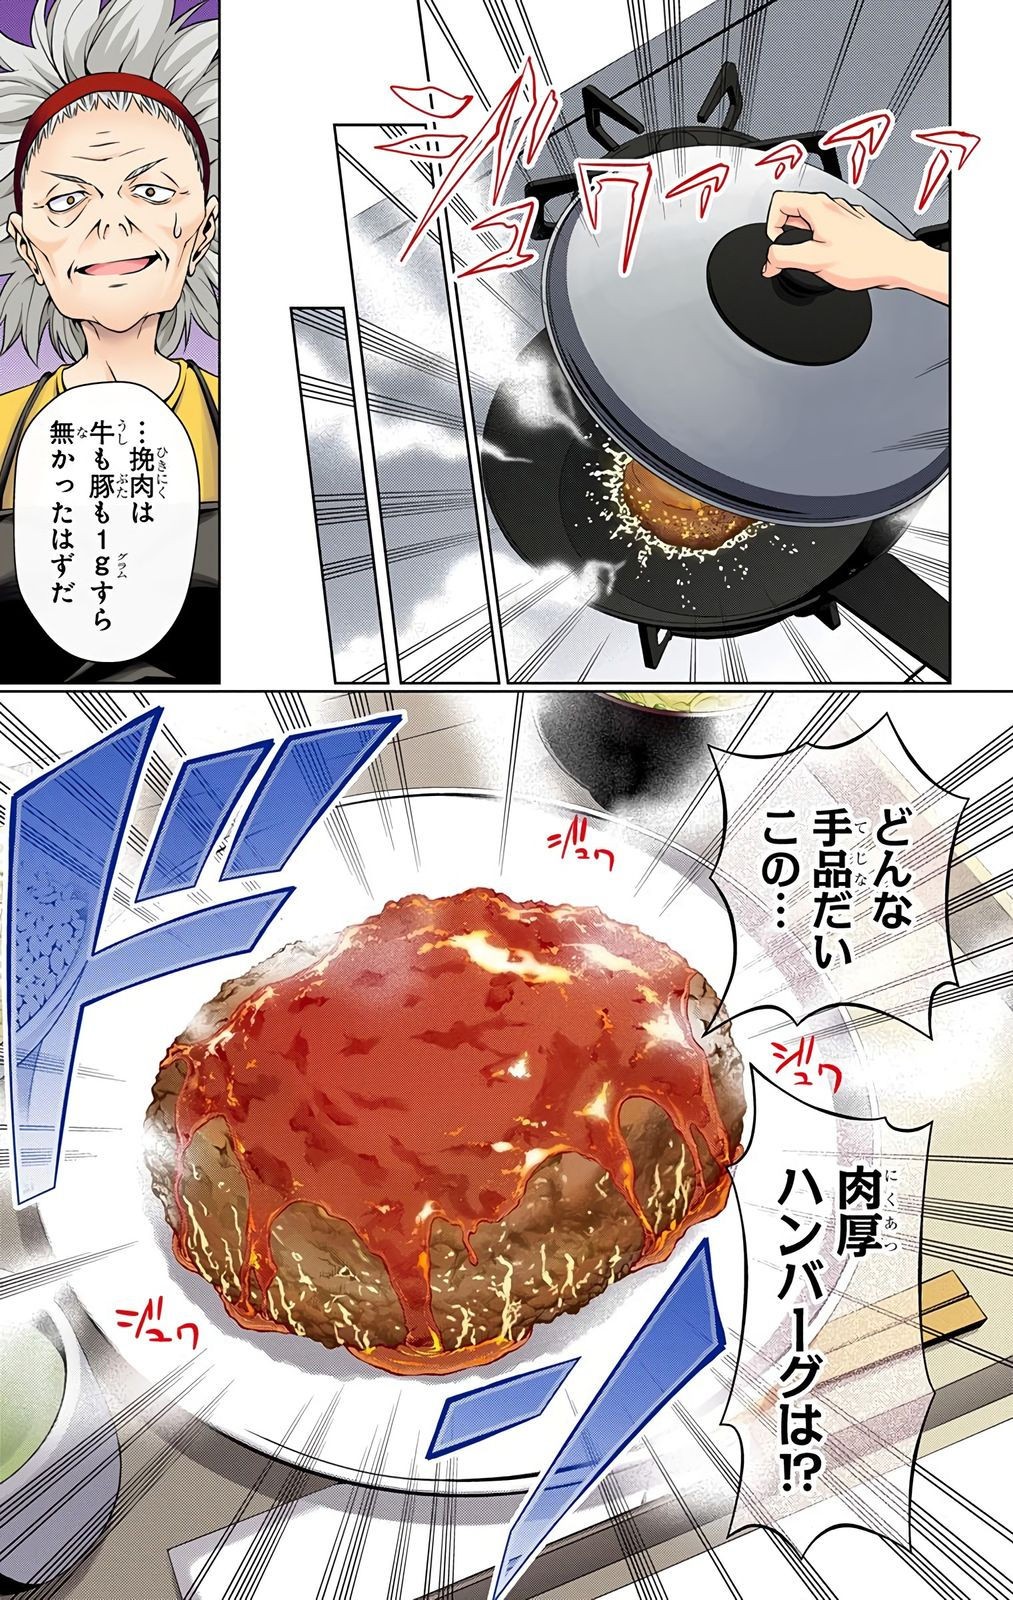 ジュワァァァァ
…挽肉は
牛も豚も1gすら
無かったはずだ
どんな
手品だい
この…
ジュワ
ジュワ
肉厚
ハンバーグは!?
ジュワ
ドン